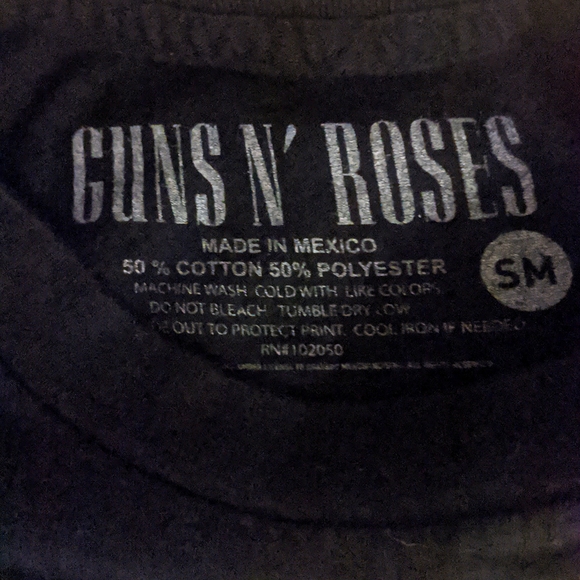 GUNS N' ROSES
MADE IN MEXICO
50 % COTTON 50% POLYESTER
SM
MACHINE WASH COLD WITH LIKE COLORS
DO NOT BLEACH TUMBLE DRY LOW
OUT TO PROTECT PRINT. COOL IRON IF NEEDED
RN#102050